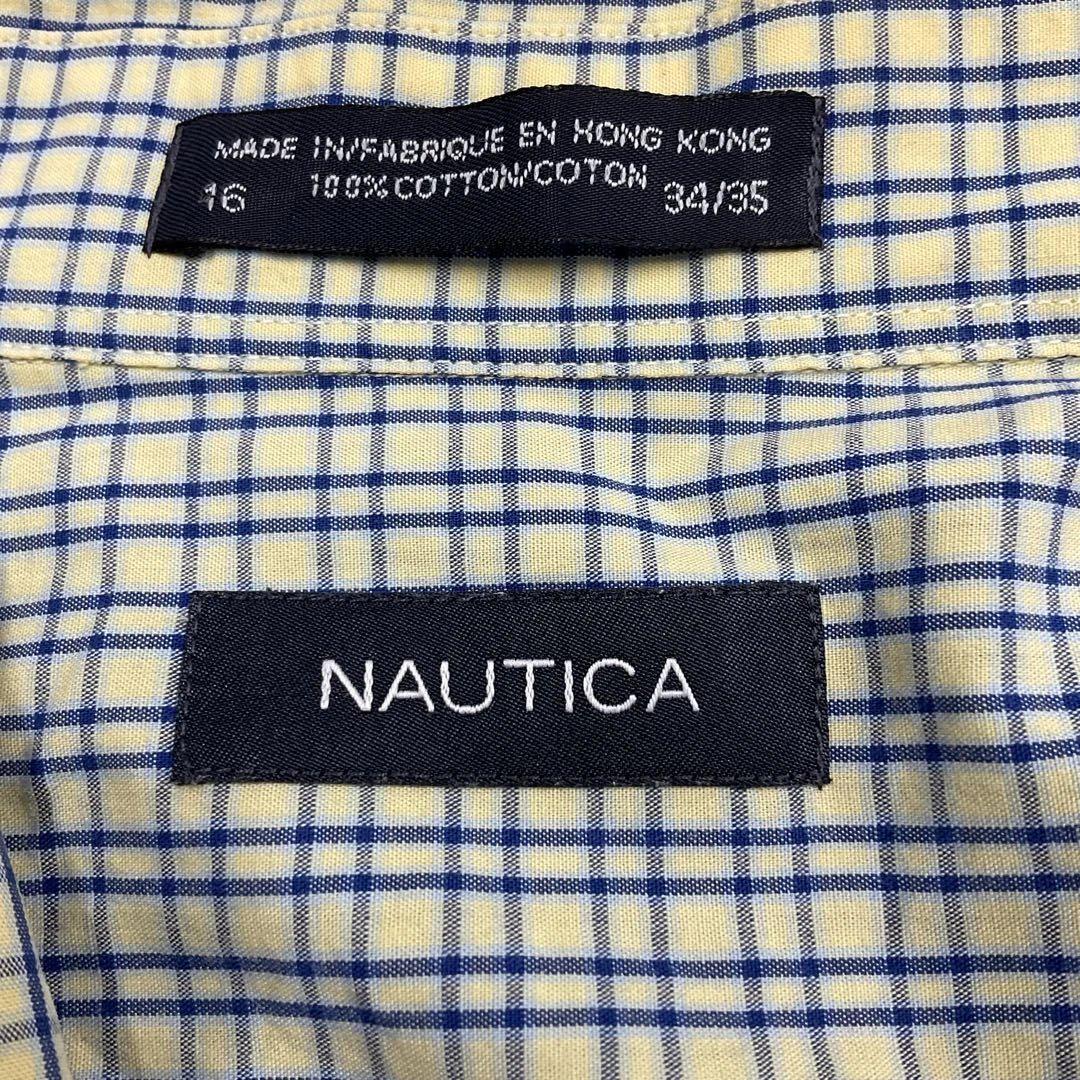 MADE IN/FABRIQUE EN HONG KONG
100% COTTON/COTON
16 34/35
NAUTICA